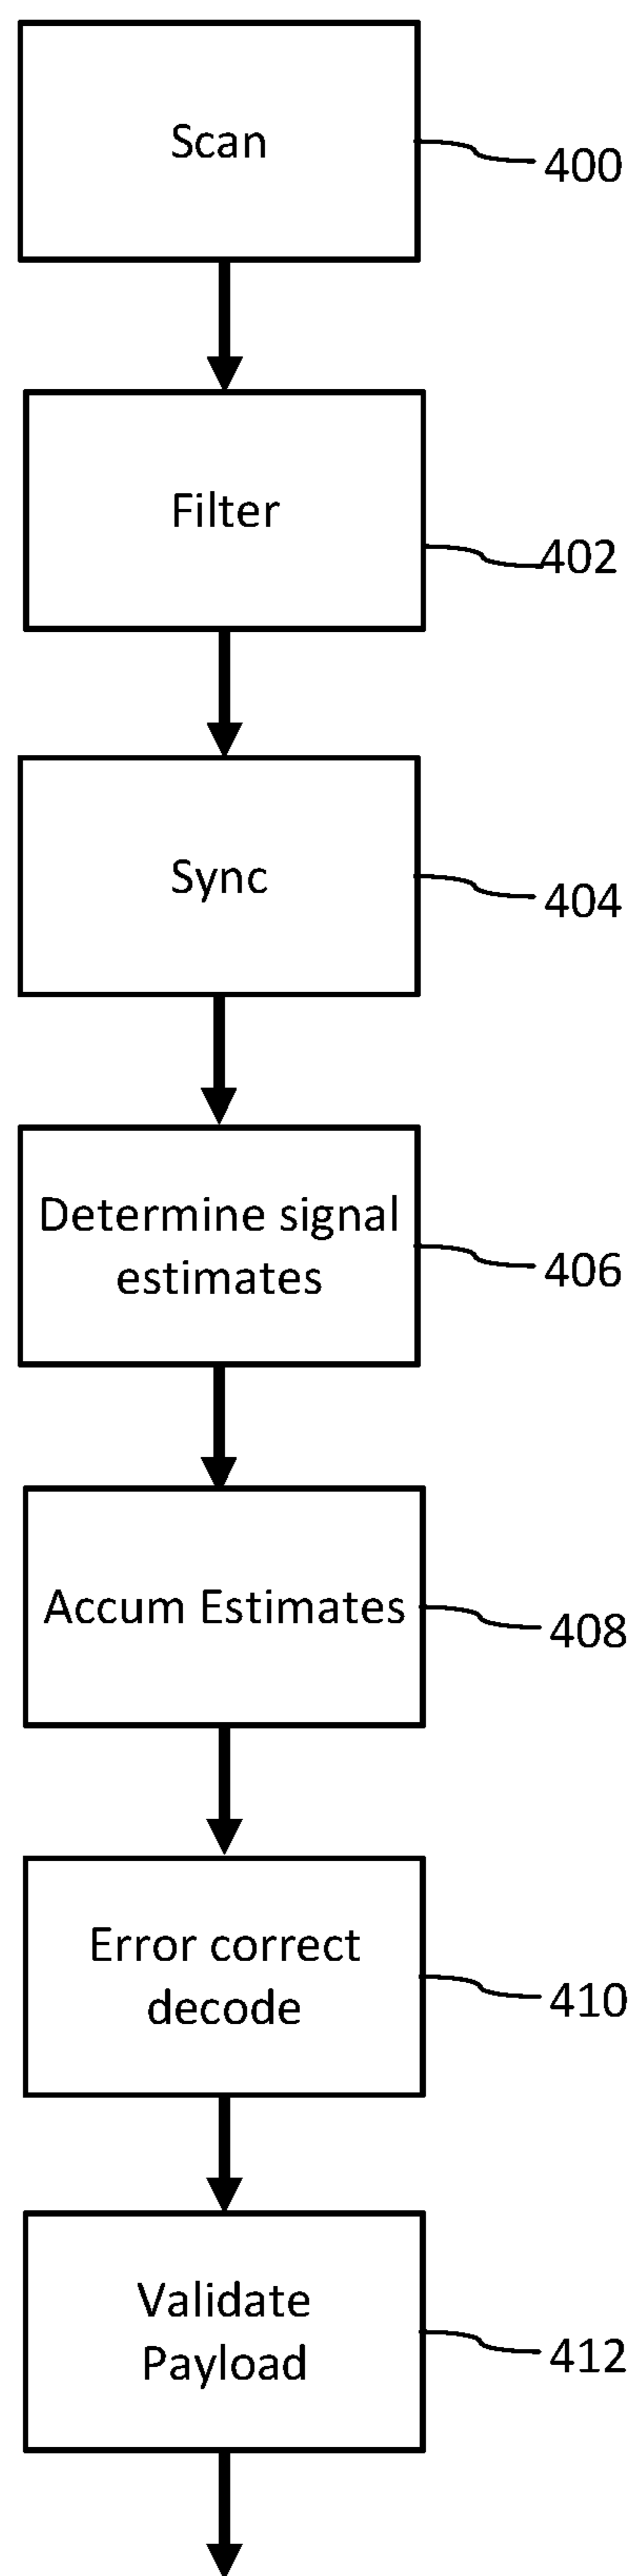 Scan
400
Filter
402
Sync
404
Determine signal
estimates
406
Accum Estimates
408
Error correct
decode
410
Validate
Payload
412